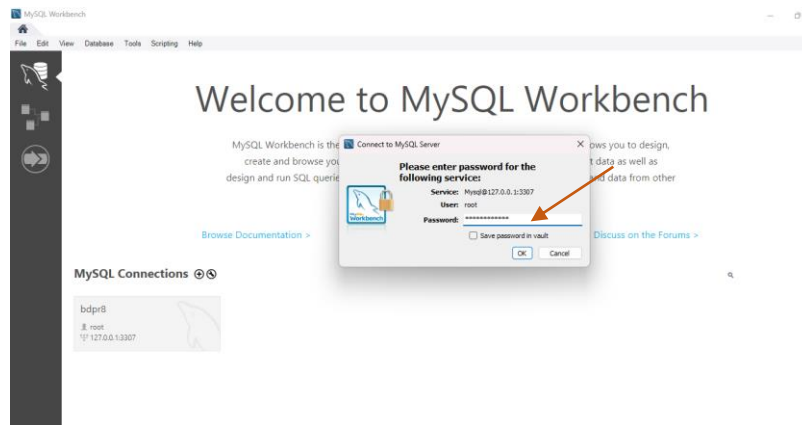 MySQL Workbench
File Edit View Database Tools Scripting Help
Welcome to MySQL Workbench
MySQL Workbench is the
ows you to design,
create and browse you
t data as well as
design and run SQL querie
and data from other
Browse Documentation >
Discuss on the Forums >
Connect to MySQL Server
Please enter password for the
following service:
Service: Mysql@127.0.0.1:3307
User: root
Password: ************
Save password in vault
OK Cancel
Workbench
MySQL Connections
bdpr8
root
127.0.0.1:3307